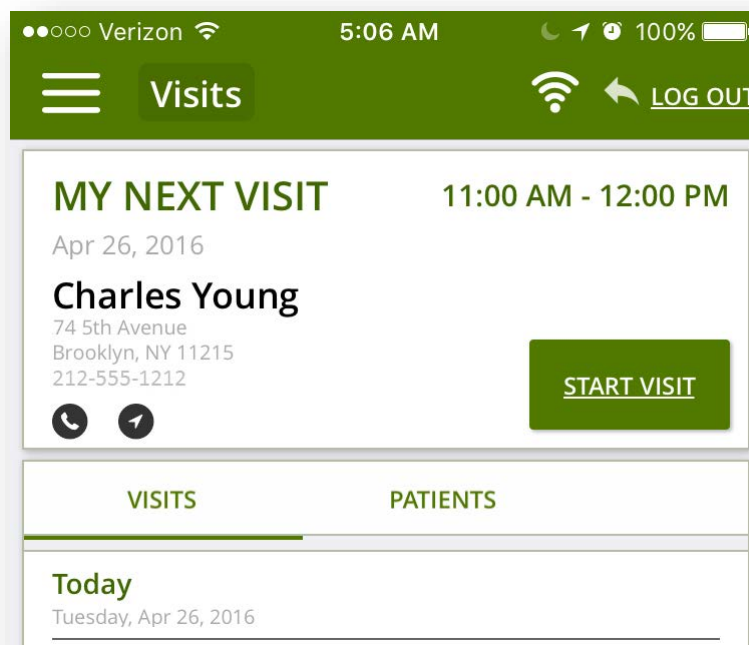 Verizon 5:06 AM 100%
Visits LOG OUT
MY NEXT VISIT 11:00 AM - 12:00 PM
Apr 26, 2016
Charles Young
74 5th Avenue
Brooklyn, NY 11215
212-555-1212
START VISIT
VISITS PATIENTS
Today
Tuesday, Apr 26, 2016